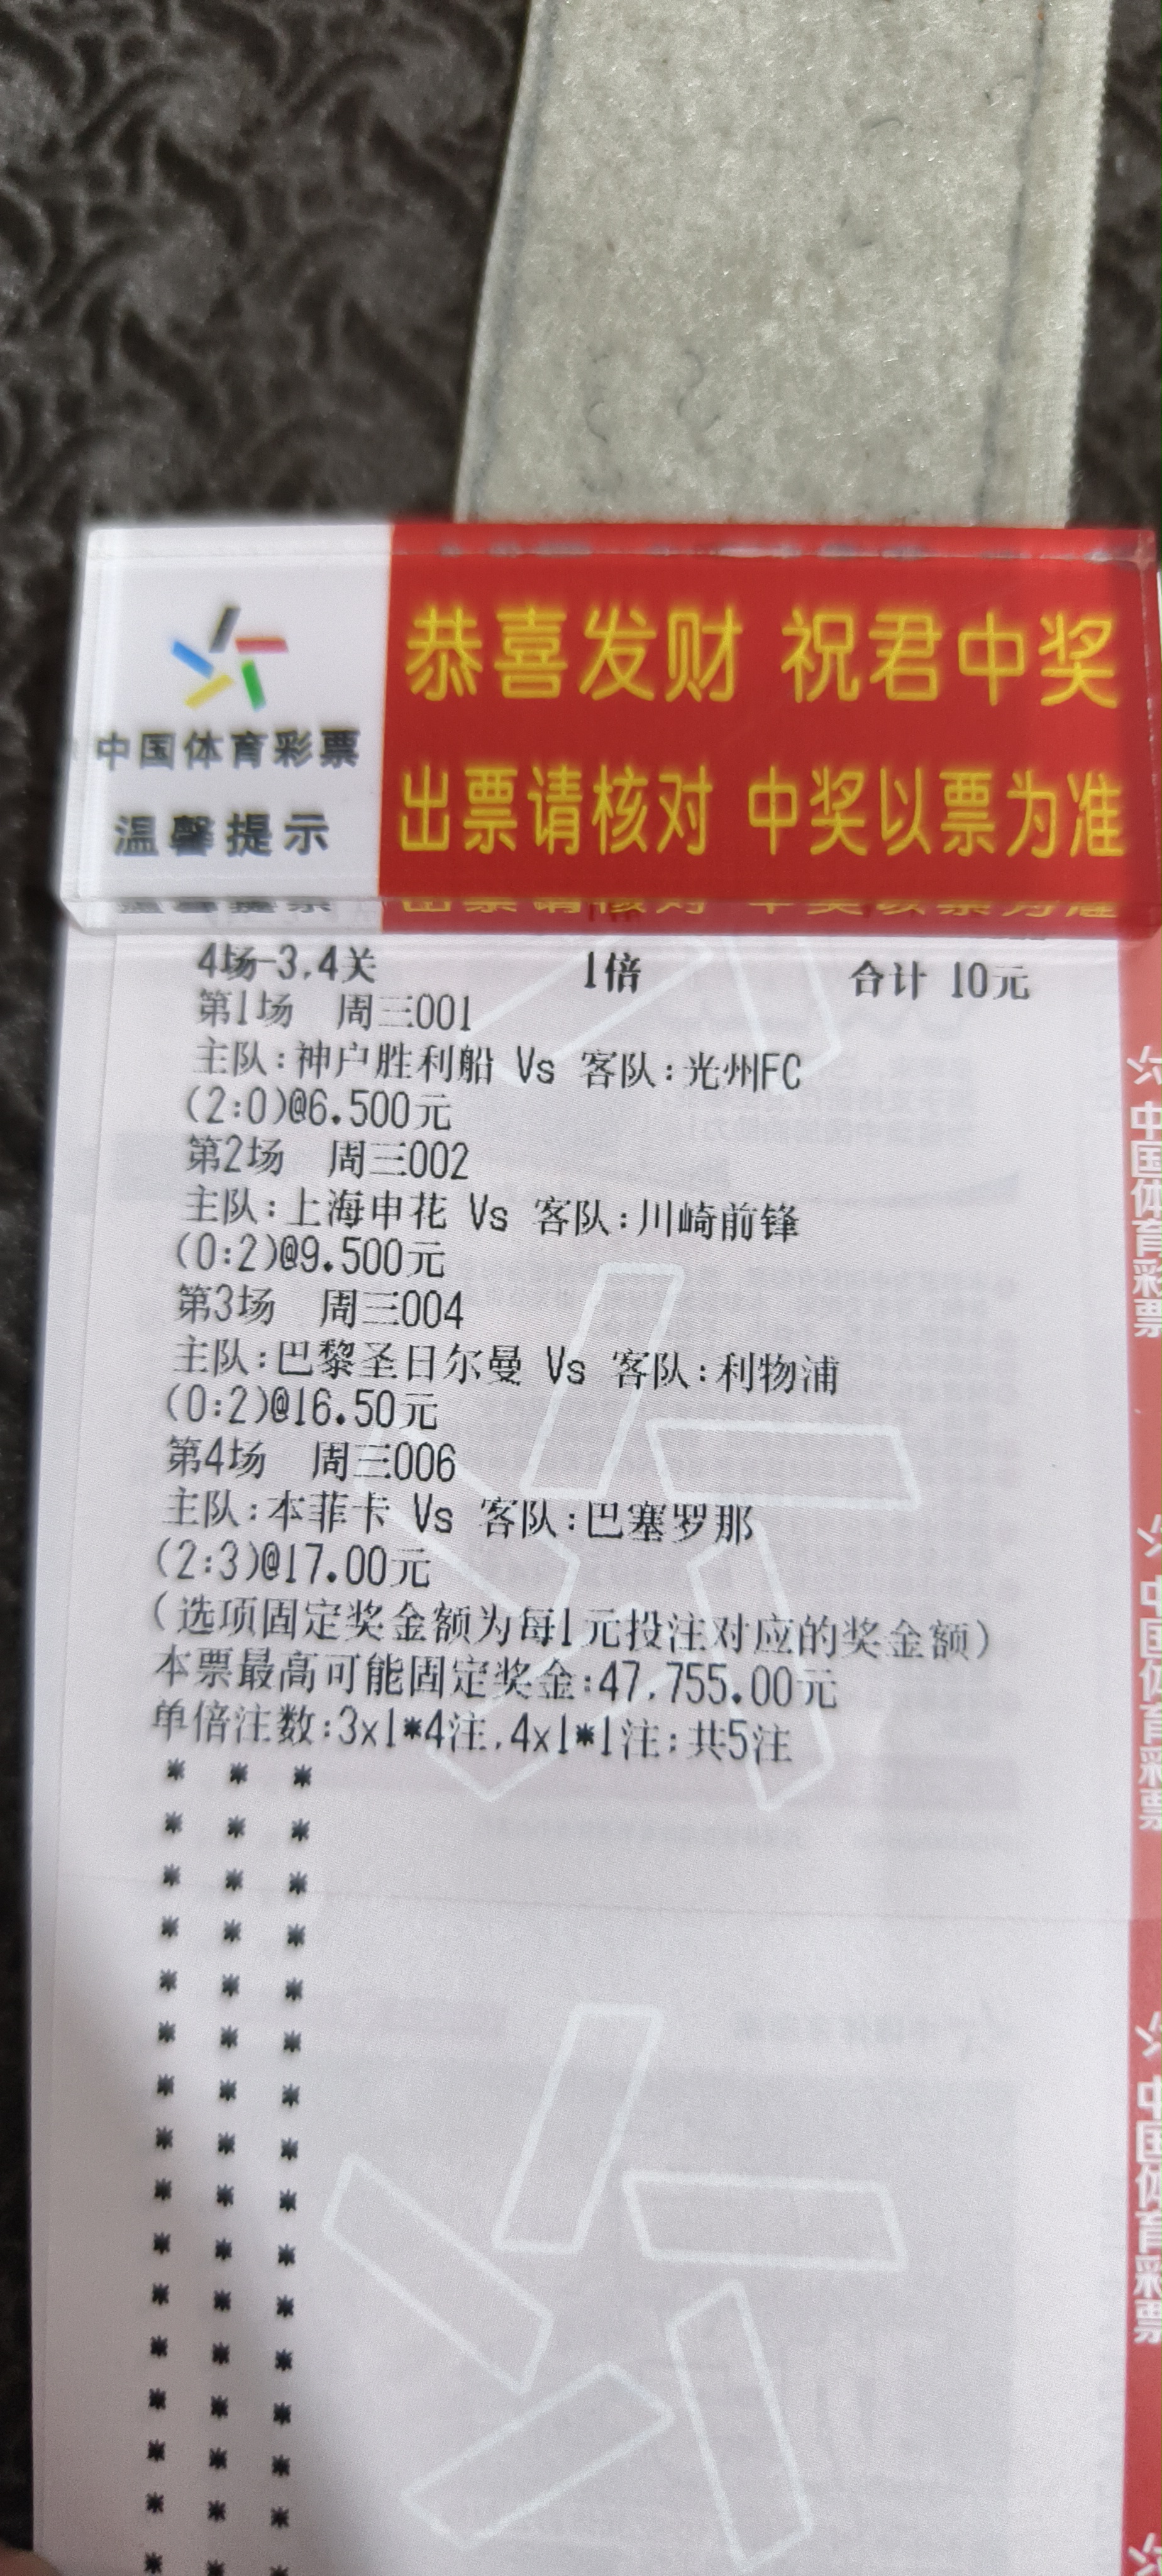 恭喜发财 祝君中奖
中国体育彩票
温馨提示
出票请核对 中奖以票为准
4场-3,4关 1倍 合计 10元
第1场 周三001
主队:神户胜利船 Vs 客队:光州FC
(2:0)@6.500元
第2场 周三002
主队:上海申花 Vs 客队:川崎前锋
(0:2)@9.500元
第3场 周三004
主队:巴黎圣日尔曼 Vs 客队:利物浦
(0:2)@16.50元
第4场 周三006
主队:本菲卡 Vs 客队:巴塞罗那
(2:3)@17.00元
(选项固定奖金额为每1元投注对应的奖金额)
本票最高可能固定奖金:47,755.00元
单倍注数:3x1*4注,4x1*1注;共5注
中国体育彩票
中国体育彩票
中国体育彩票